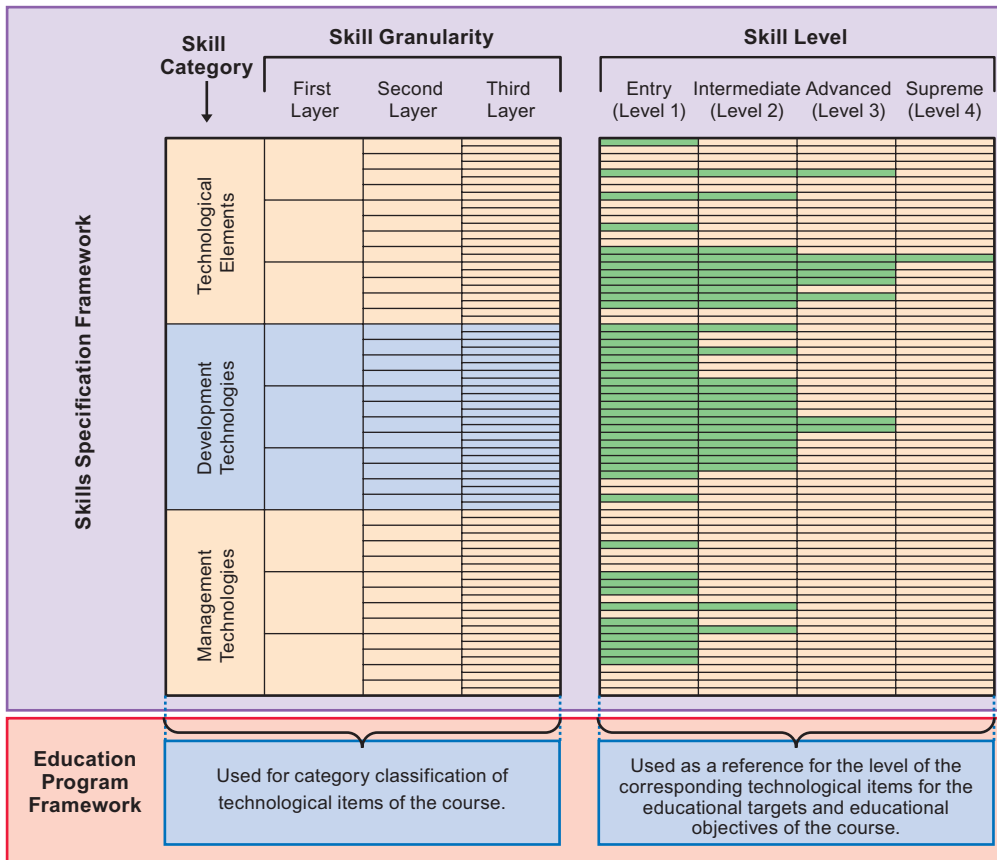 Skill Granularity
Skill Level
Skill
Category
First
Layer
Second
Layer
Third
Layer
Entry
(Level 1)
Intermediate
(Level 2)
Advanced
(Level 3)
Supreme
(Level 4)
Skills Specification Framework
Technological
Elements
Development
Technologies
Management
Technologies
Education
Program
Framework
Used for category classification of
technological items of the course.
Used as a reference for the level of the
corresponding technological items for
the educational targets and educational
objectives of the course.